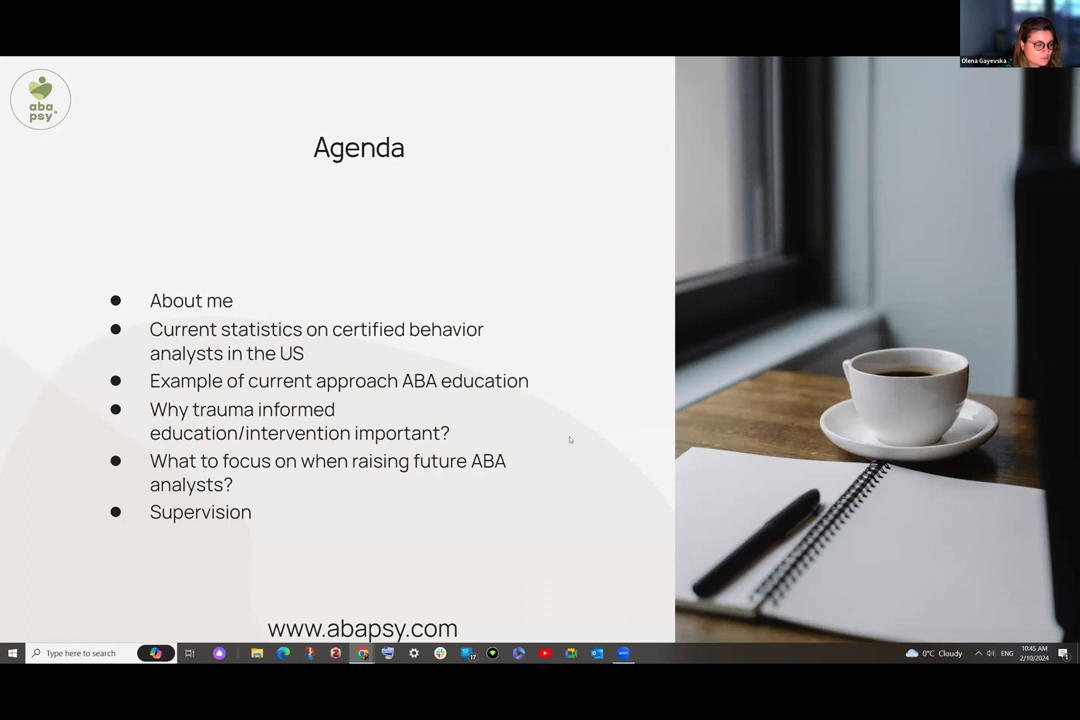 Olena Gayevska
aba
psy
Agenda
● About me
● Current statistics on certified behavior
analysts in the US
● Example of current approach ABA education
● Why trauma informed
education/intervention important?
● What to focus on when raising future ABA
analysts?
● Supervision
www.abapsy.com
Type here to search
17
0°C Cloudy
ENG
10:45 AM
2/10/2024
1